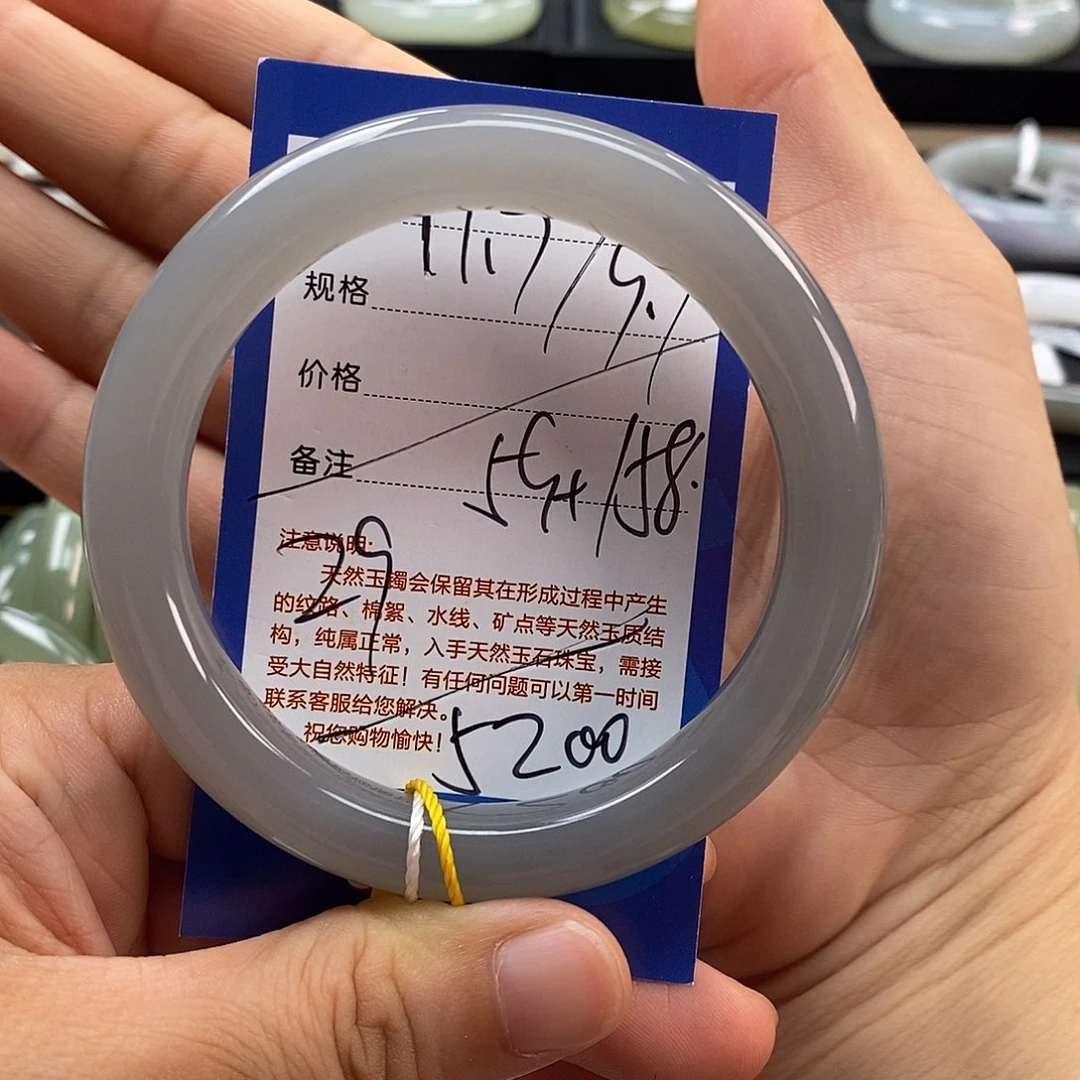 规格
价格
备注
29
注意说明:
天然玉镯会保留其在形成过程中产生
的纹路、棉絮、水线、矿点等天然玉质结
构，纯属正常，入手天然玉石珠宝，需接
受大自然特征！有任何问题可以第一时间
联系客服给您解决。
祝您购物愉快！
5200